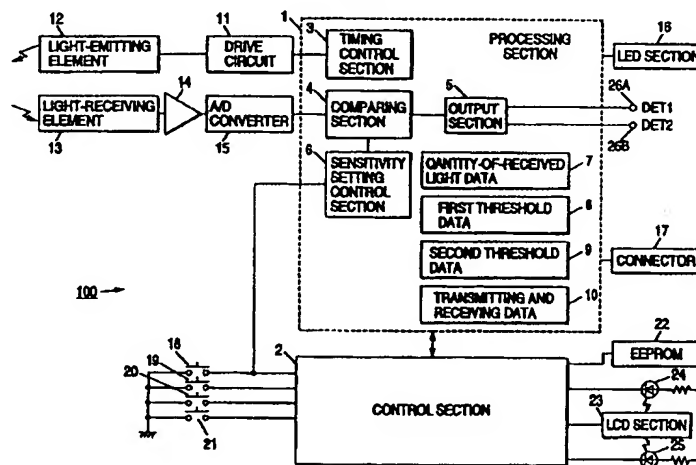 12
LIGHT-EMITTING
ELEMENT
11
DRIVE
CIRCUIT
1
3
TIMING
CONTROL
SECTION
PROCESSING
SECTION
16
LED SECTION
LIGHT-RECEIVING
ELEMENT
13
14
A/D
CONVERTER
15
4
COMPARING
SECTION
5
OUTPUT
SECTION
26A
DET1
DET2
26B
6
SENSITIVITY
SETTING
CONTROL
SECTION
QANTITY-OF-RECEIVED
LIGHT DATA
7
FIRST THRESHOLD
DATA
8
SECOND THRESHOLD
DATA
9
TRANSMITTING AND
RECEIVING DATA
10
17
CONNECTOR
100
18
19
20
21
2
CONTROL SECTION
22
EEPROM
24
23
LCD SECTION
25